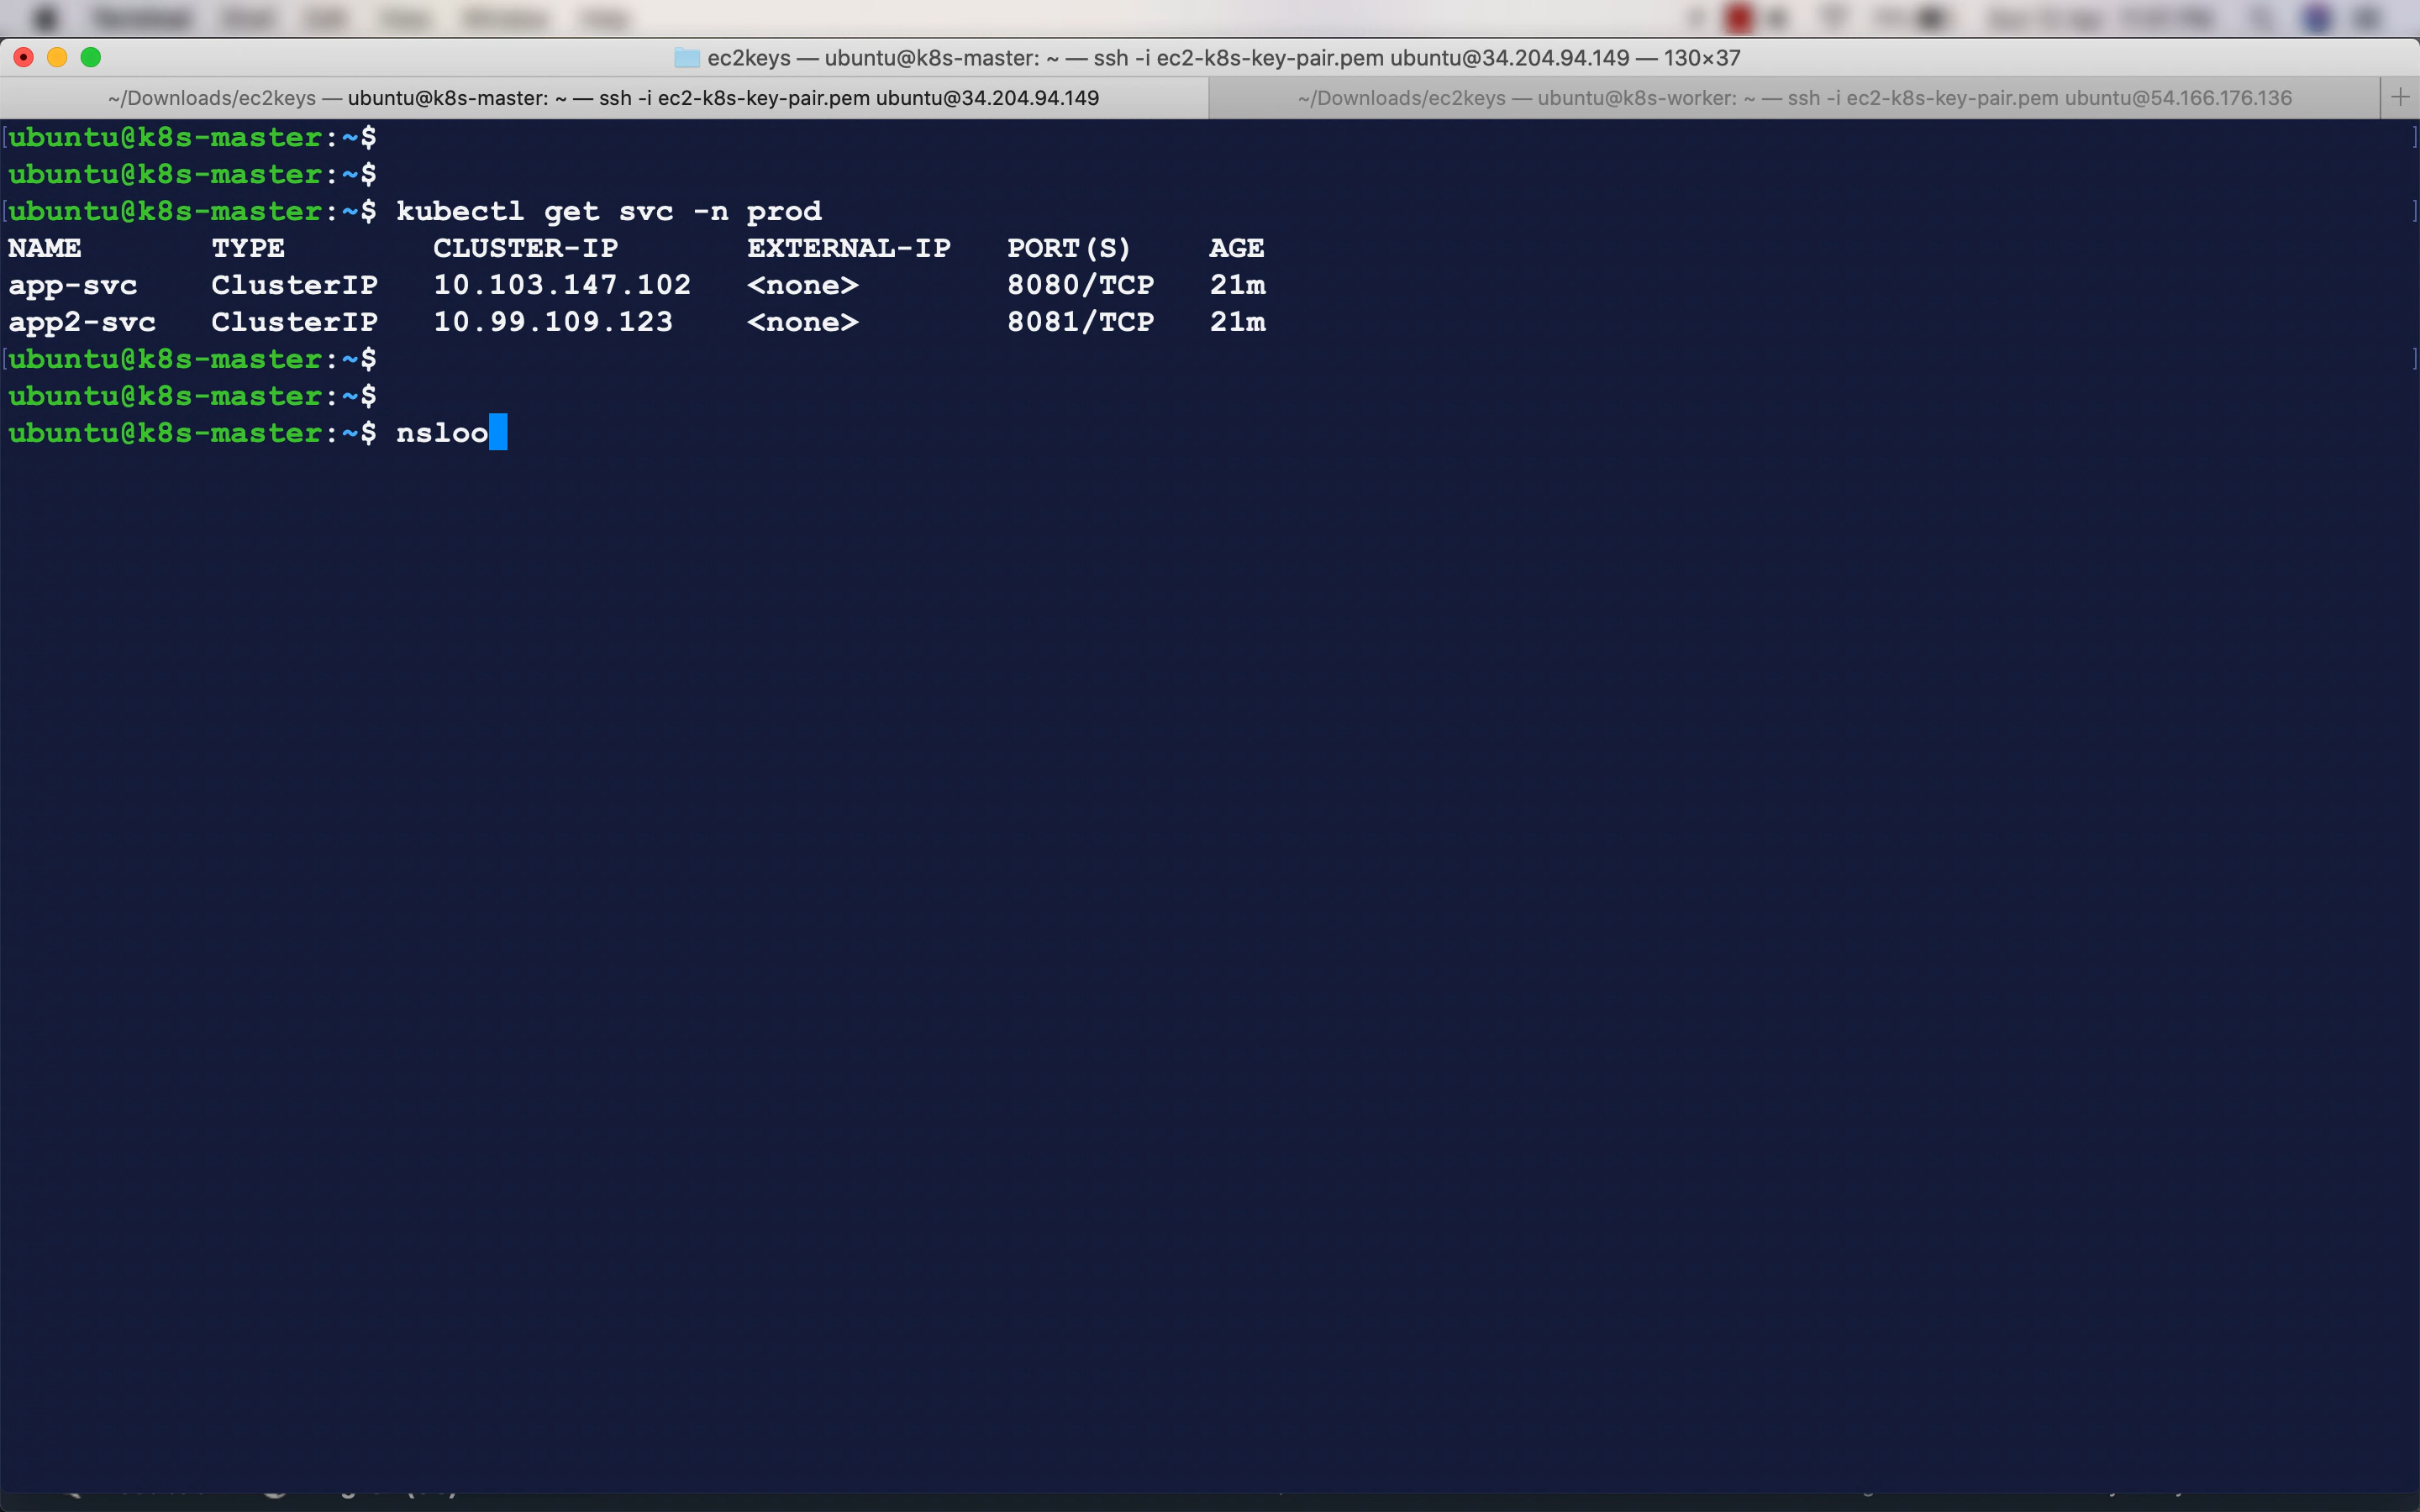 ec2keys — ubuntu@k8s-master: ~ — ssh -i ec2-k8s-key-pair.pem ubuntu@34.204.94.149 — 130×37
~/Downloads/ec2keys — ubuntu@k8s-master: ~ — ssh -i ec2-k8s-key-pair.pem ubuntu@34.204.94.149
~/Downloads/ec2keys — ubuntu@k8s-worker: ~ — ssh -i ec2-k8s-key-pair.pem ubuntu@54.166.176.136
ubuntu@k8s-master:~$
ubuntu@k8s-master:~$
ubuntu@k8s-master:~$ kubectl get svc -n prod
NAME TYPE CLUSTER-IP EXTERNAL-IP PORT(S) AGE
app-svc ClusterIP 10.103.147.102 <none> 8080/TCP 21m
app2-svc ClusterIP 10.99.109.123 <none> 8081/TCP 21m
ubuntu@k8s-master:~$
ubuntu@k8s-master:~$
ubuntu@k8s-master:~$ nsloo